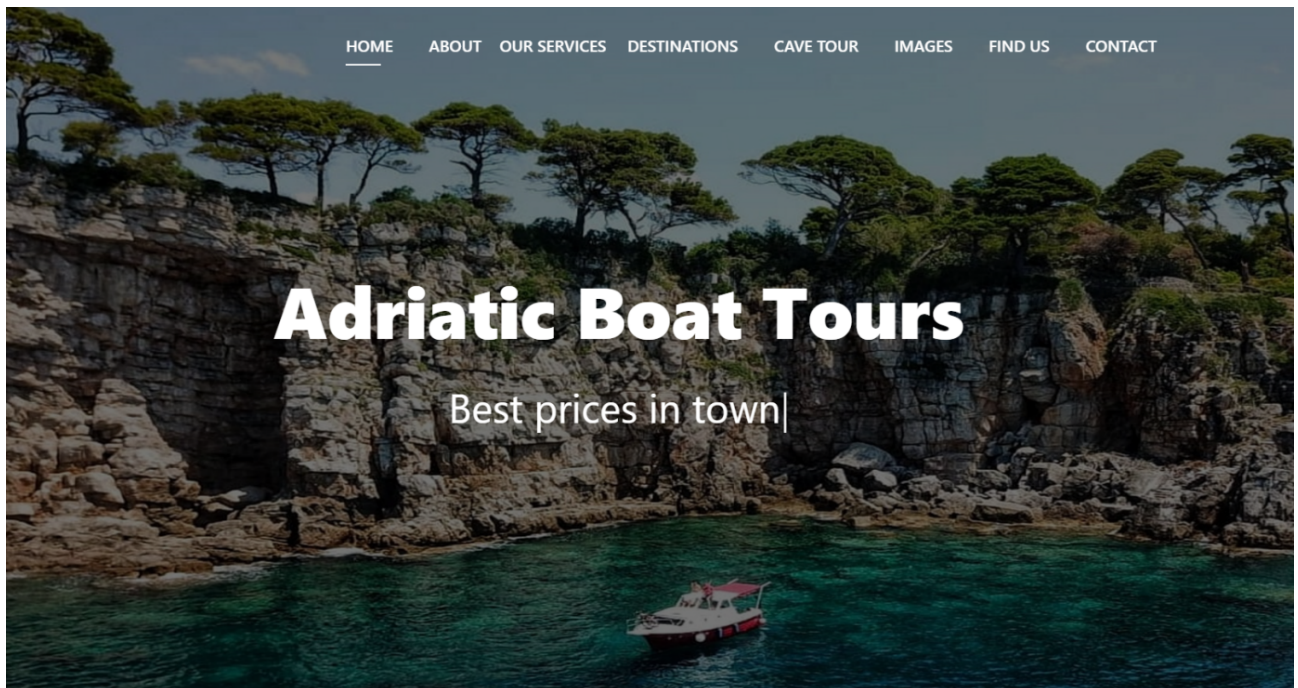 HOME ABOUT OUR SERVICES DESTINATIONS CAVE TOUR IMAGES FIND US CONTACT
Adriatic Boat Tours
Best prices in town|